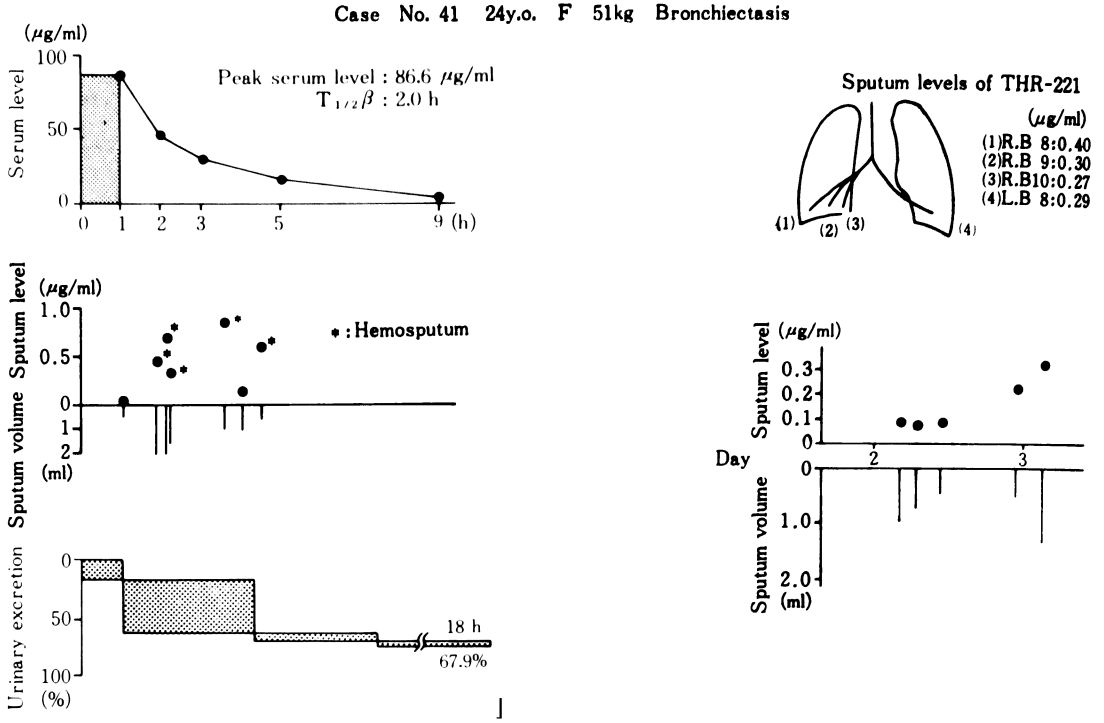 Case No. 41 24y.o. F 51kg Bronchiectasis
(μg/ml)
Serum level
100
50
0
Peak serum level : 86.6 μg/ml
T 1/2 β : 2.0 h
0 1 2 3 5 9 (h)
Sputum levels of THR-221
(μg/ml)
(1)R.B 8:0.40
(2)R.B 9:0.30
(3)R.B10:0.27
(4)L.B 8:0.29
(1) (2) (3) (4)
(μg/ml)
Sputum level
1.0
0.5
0
* : Hemosputum
Sputum volume
1
2
(ml)
(μg/ml)
Sputum level
0.3
0.2
0.1
0
Day 2 3
Sputum volume
0
1.0
2.0
(ml)
Urinary excretion
0
50
100
(%)
18 h
67.9%